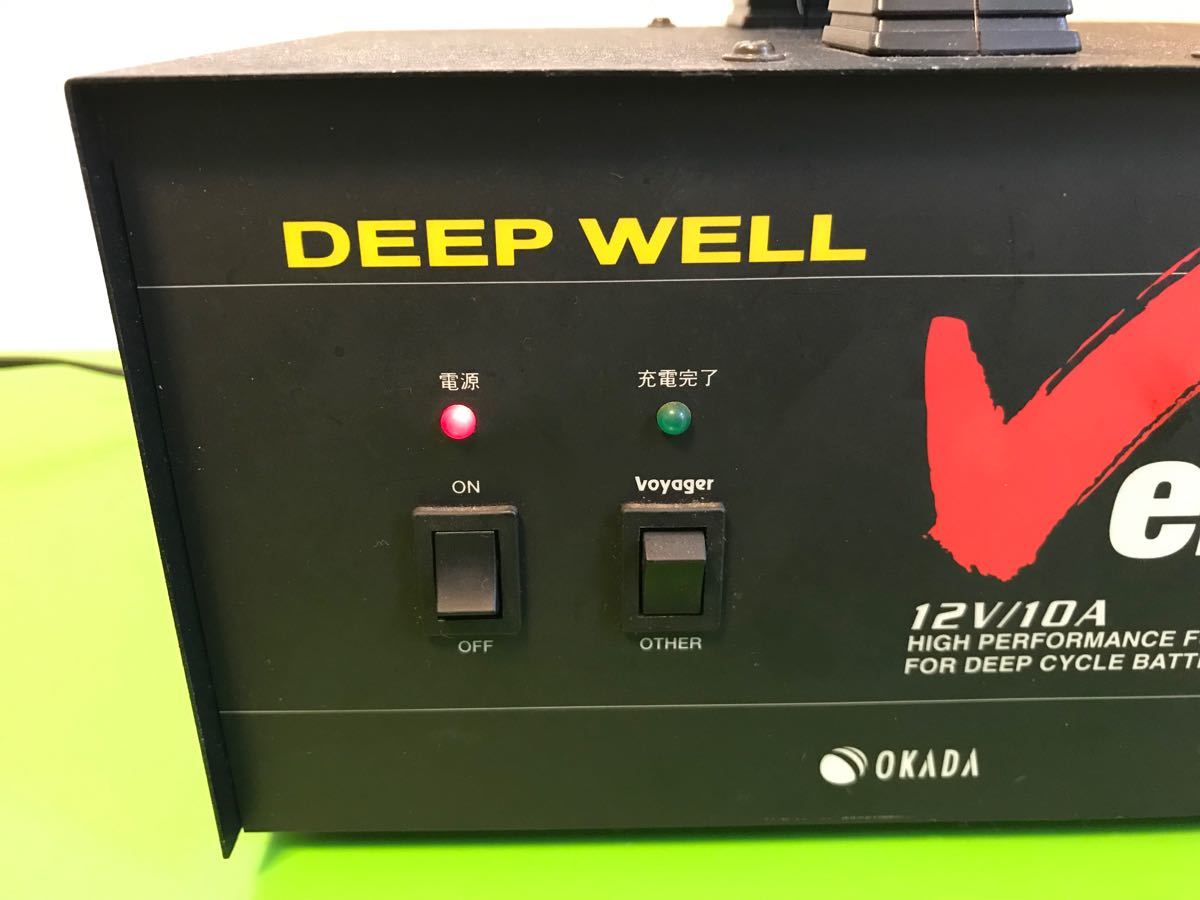 DEEP WELL
電源
充電完了
ON
Voyager
OFF
OTHER
12V/10A
HIGH PERFORMANCE
FOR DEEP CYCLE
OKADA